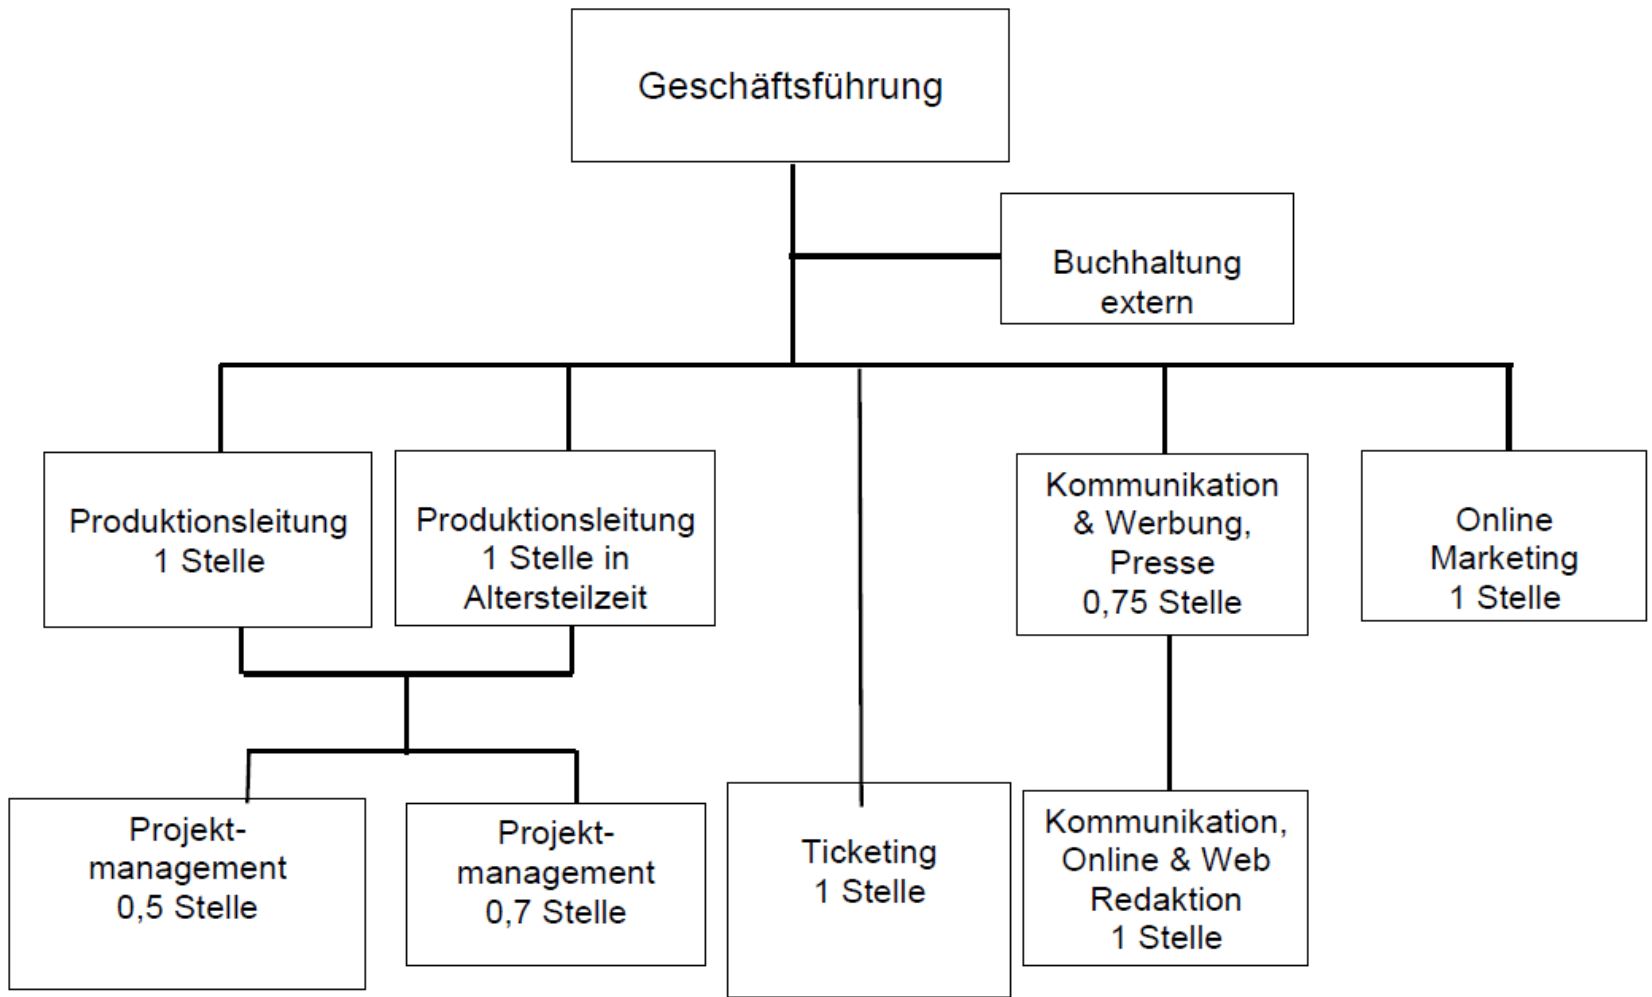 Geschäftsführung
Buchhaltung
extern
Produktionsleitung
1 Stelle
Produktionsleitung
1 Stelle in
Altersteilzeit
Kommunikation
& Werbung,
Presse
0,75 Stelle
Online
Marketing
1 Stelle
Projekt-
management
0,5 Stelle
Projekt-
management
0,7 Stelle
Ticketing
1 Stelle
Kommunikation,
Online & Web
Redaktion
1 Stelle